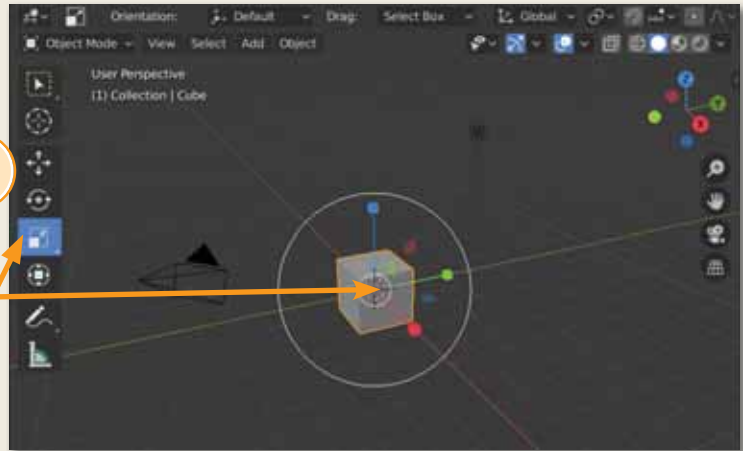 Orientation: Default Drag: Select Box Global
Object Mode View Select Add Object
User Perspective
(1) Collection | Cube
Z
Y
X